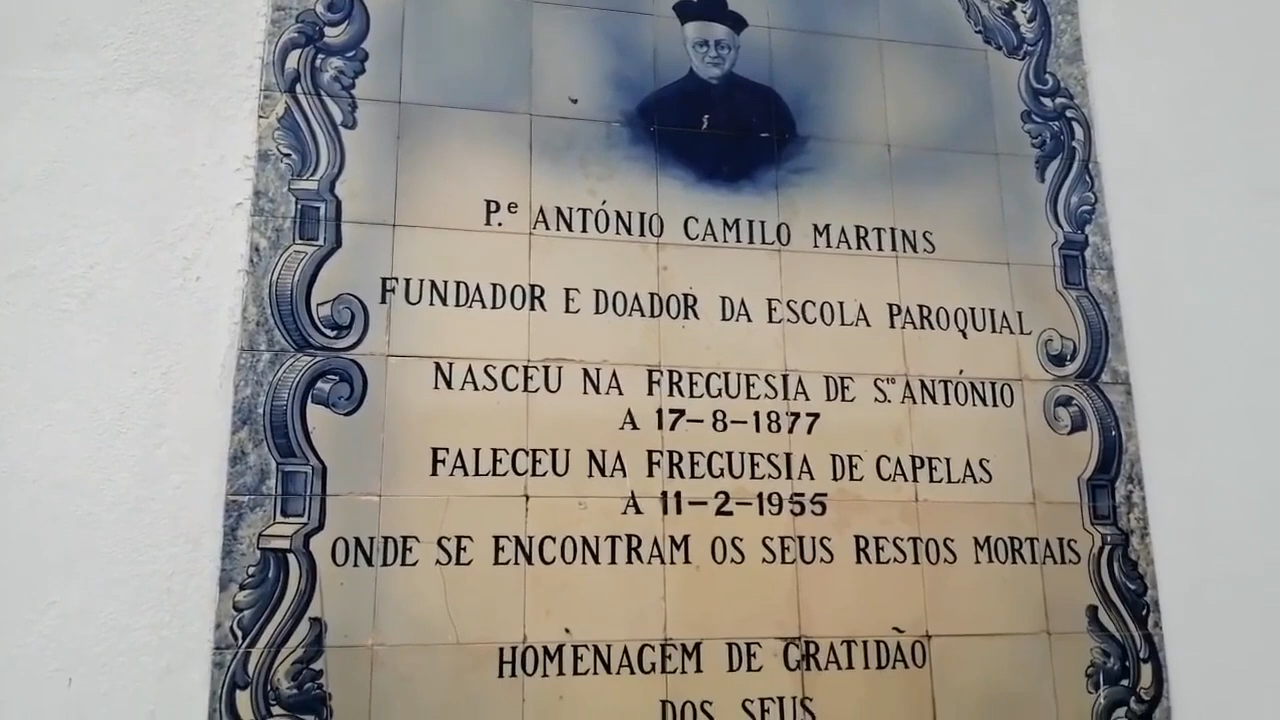 P.e ANTÓNIO CAMILO MARTINS
FUNDADOR E DOADOR DA ESCOLA PAROQUIAL
NASCEU NA FREGUESIA DE S.to ANTÓNIO
A 17-8-1877
FALECEU NA FREGUESIA DE CAPELAS
A 11-2-1955
ONDE SE ENCONTRAM OS SEUS RESTOS MORTAIS
HOMENAGEM DE GRATIDÃO
DOS SEUS